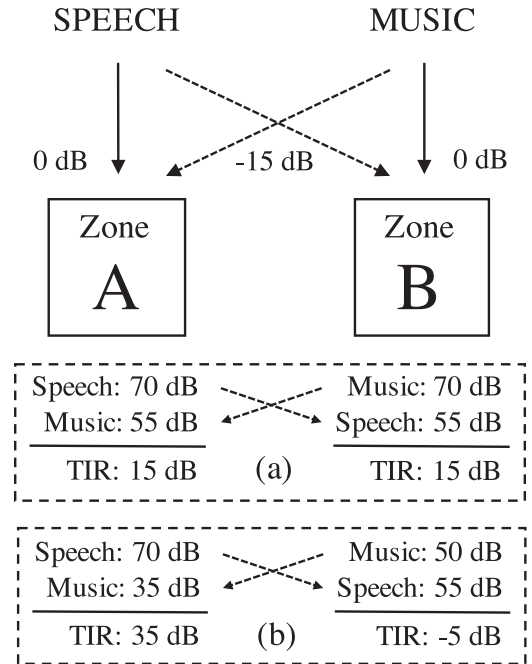 SPEECH MUSIC
0 dB -15 dB 0 dB
Zone Zone
A B
Speech: 70 dB Music: 70 dB
Music: 55 dB Speech: 55 dB
TIR: 15 dB (a) TIR: 15 dB
Speech: 70 dB Music: 50 dB
Music: 35 dB Speech: 55 dB
TIR: 35 dB (b) TIR: -5 dB